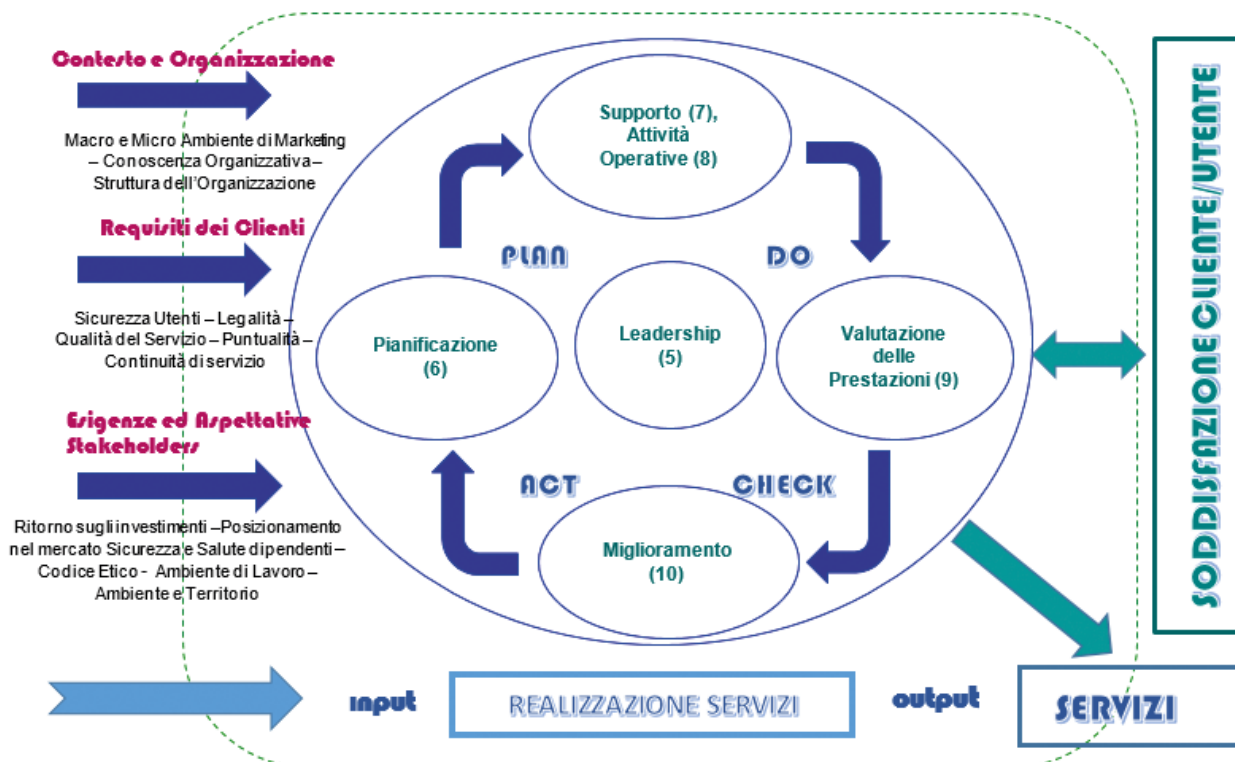 Contesto e Organizzazione
Macro e Micro Ambiente di Marketing
– Conoscenza Organizzativa –
Struttura dell'Organizzazione
Requisiti dei Clienti
Sicurezza Utenti – Legalità –
Qualità del Servizio – Puntualità –
Continuità di servizio
Esigenze ed Aspettative
Stakeholders
Ritorno sugli investimenti –Posizionamento
nel mercato Sicurezza e Salute dipendenti –
Codice Etico - Ambiente di Lavoro –
Ambiente e Territorio
Supporto (7),
Attività
Operative (8)
PLAN
DO
Pianificazione
(6)
Leadership
(5)
Valutazione
delle
Prestazioni (9)
ACT
CHECK
Miglioramento
(10)
SODDISFAZIONE CLIENTE/UTENTE
input
REALIZZAZIONE SERVIZI
output
SERVIZI